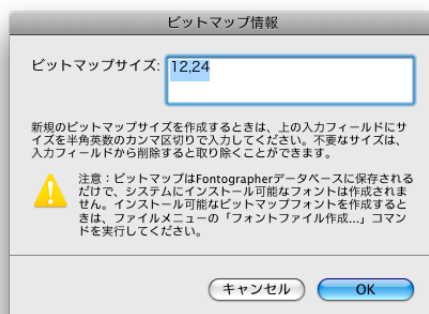 ビットマップ情報
ビットマップサイズ: 12,24
新規のビットマップサイズを作成するときは、上の入力フィールドにサ
イズを半角英数のカンマ区切りで入力してください。不要なサイズは、
入力フィールドから削除すると取り除くことができます。
注意：ビットマップはFontographerデータベースに保存される
だけで、システムにインストール可能なフォントは作成されま
せん。インストール可能なビットマップフォントを作成すると
きは、ファイルメニューの「フォントファイル作成...」コマン
ドを実行してください。
キャンセル OK